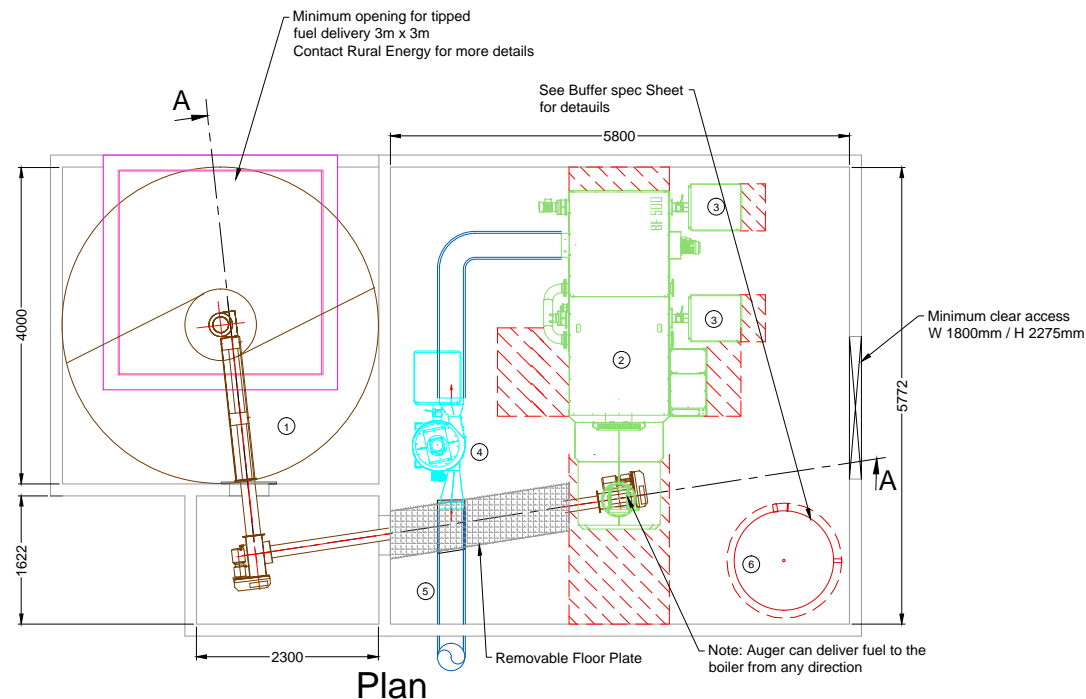 Minimum opening for tipped
fuel delivery 3m x 3m
Contact Rural Energy for more details
See Buffer spec Sheet
for detauils
A
5800
BF 500
3
3
Minimum clear access
W 1800mm / H 2275mm
4000
2
5772
1
4
A
1622
6
5
2300
Removable Floor Plate
Note: Auger can deliver fuel to the
boiler from any direction
Plan